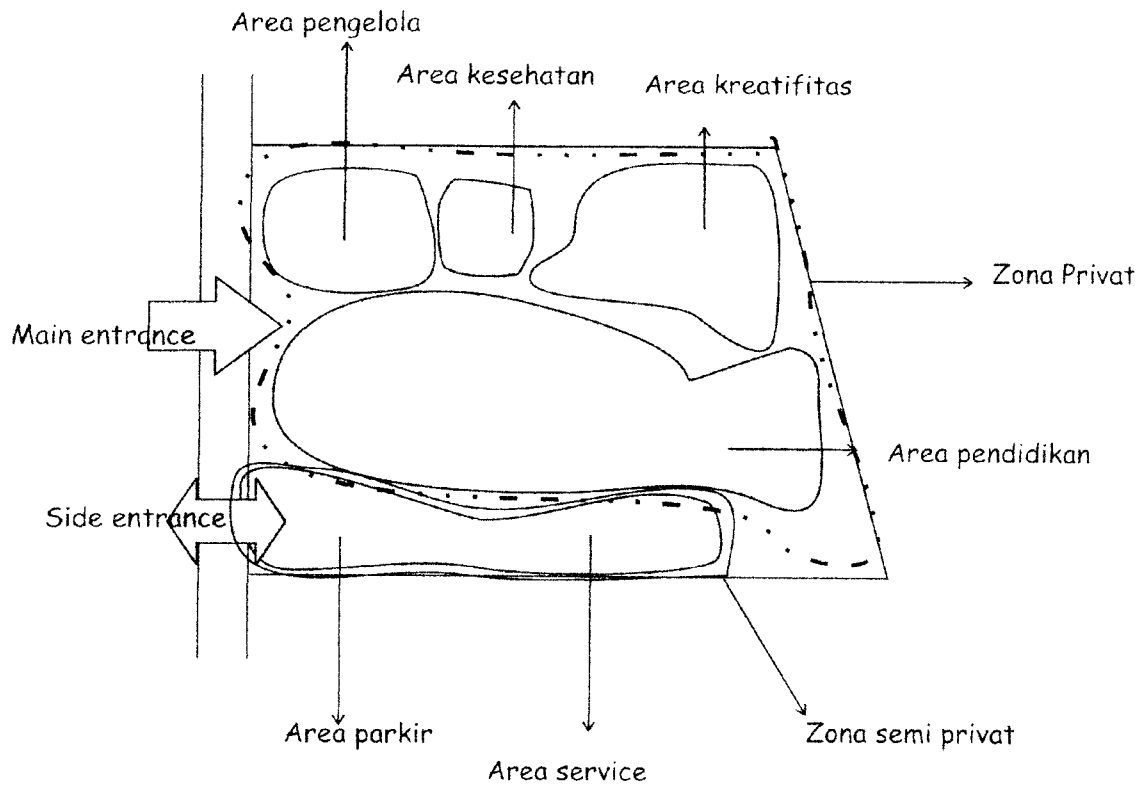 Area pengelola
Area kesehatan
Area kreatifitas
Zona Privat
Main entrance
Area pendidikan
Side entrance
Area parkir
Zona semi privat
Area service